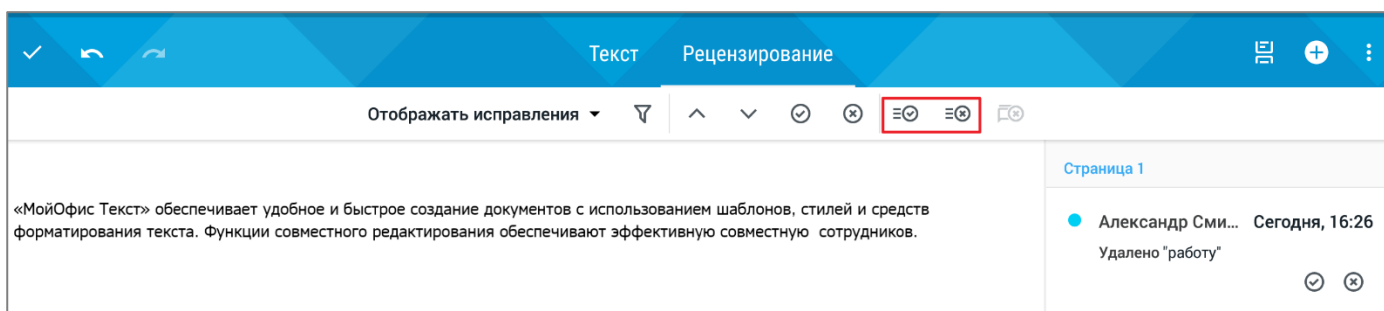 Текст Рецензирование
Отображать исправления
Страница 1
«МойОфис Текст» обеспечивает удобное и быстрое создание документов с использованием шаблонов, стилей и средств
форматирования текста. Функции совместного редактирования обеспечивают эффективную совместную  сотрудников.
Александр Сми... Сегодня, 16:26
Удалено "работу"